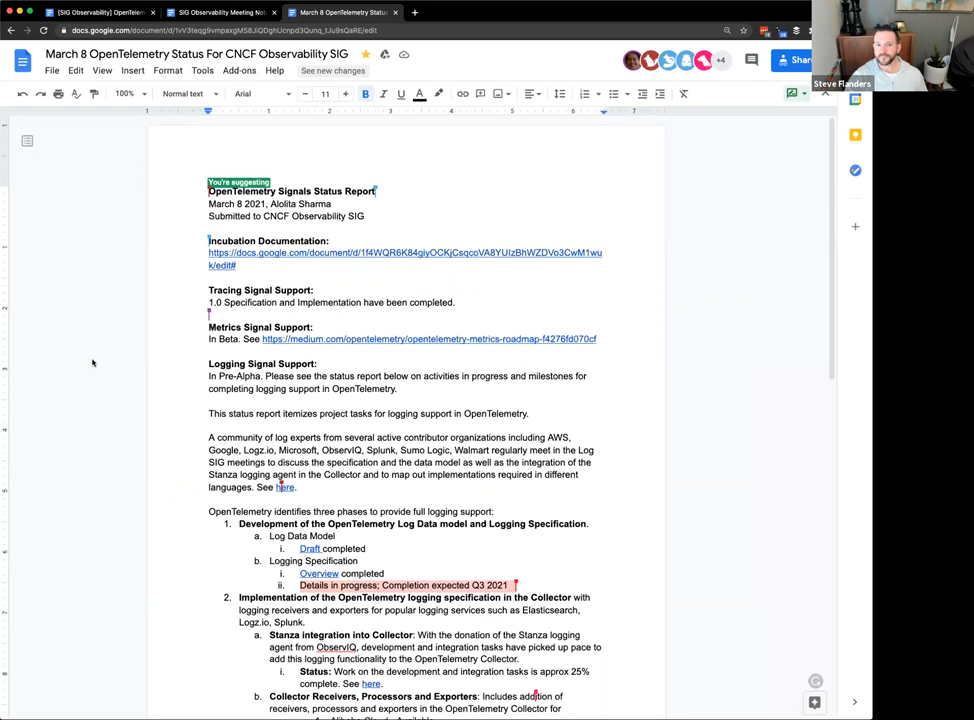 [SIG Observability] OpenTelem
SIG Observability Meeting Not
March 8 OpenTelemetry Status
docs.google.com/document/d/1vV3teqg9vmpaxgMS8JiQDghUcnpd3Qunq_tJu9sQaRE/edit
March 8 OpenTelemetry Status For CNCF Observability SIG
File Edit View Insert Format Tools Add-ons Help See new changes
+4
Share
Steve Flanders
100% Normal text Arial 11
You're suggesting
OpenTelemetry Signals Status Report
March 8 2021, Alolita Sharma
Submitted to CNCF Observability SIG
Incubation Documentation:
https://docs.google.com/document/d/1f4WQR6K84giyOCKjCsqcoVA8YUIzBhWZDVo3CwM1wu
k/edit#
Tracing Signal Support:
1.0 Specification and Implementation have been completed.
Metrics Signal Support:
In Beta. See https://medium.com/opentelemetry/opentelemetry-metrics-roadmap-f4276fd070cf
Logging Signal Support:
In Pre-Alpha. Please see the status report below on activities in progress and milestones for
completing logging support in OpenTelemetry.
This status report itemizes project tasks for logging support in OpenTelemetry.
A community of log experts from several active contributor organizations including AWS,
Google, Logz.io, Microsoft, ObservIQ, Splunk, Sumo Logic, Walmart regularly meet in the Log
SIG meetings to discuss the specification and the data model as well as the integration of the
Stanza logging agent in the Collector and to map out implementations required in different
languages. See here.
OpenTelemetry identifies three phases to provide full logging support:
1. Development of the OpenTelemetry Log Data model and Logging Specification.
a. Log Data Model
i. Draft completed
b. Logging Specification
i. Overview completed
ii. Details in progress; Completion expected Q3 2021
2. Implementation of the OpenTelemetry logging specification in the Collector with
logging receivers and exporters for popular logging services such as Elasticsearch,
Logz.io, Splunk.
a. Stanza integration into Collector: With the donation of the Stanza logging
agent from ObservIQ, development and integration tasks have picked up pace to
add this logging functionality to the OpenTelemetry Collector.
i. Status: Work on the development and integration tasks is approx 25%
complete. See here.
b. Collector Receivers, Processors and Exporters: Includes addition of
receivers, processors and exporters in the OpenTelemetry Collector for